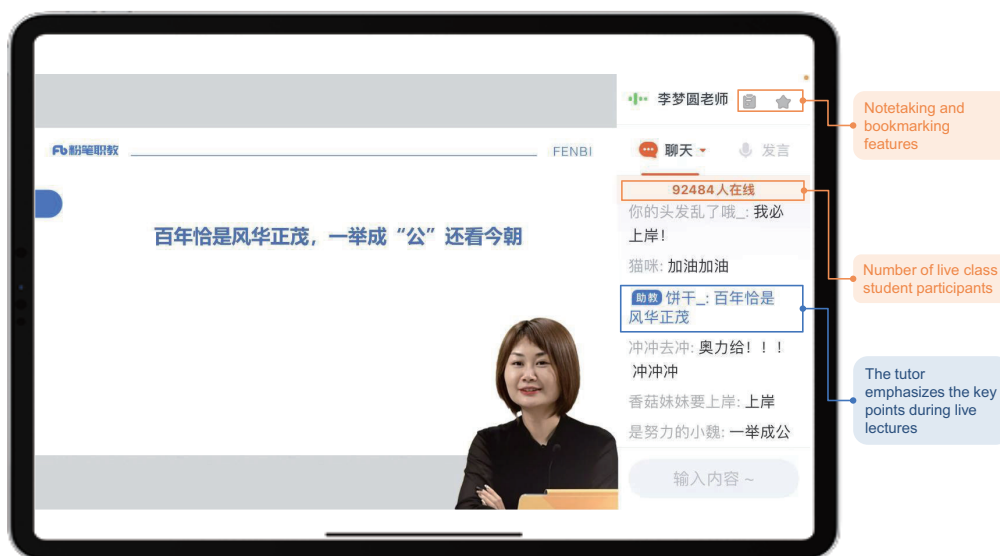 李梦圆老师
粉笔职教
FENBI
百年恰是风华正茂，一举成“公”还看今朝
聊天
发言
92484人在线
你的头发乱了哦_: 我必
上岸！
猫咪: 加油加油
助教 饼干_: 百年恰是
风华正茂
冲冲去冲: 奥力给！！！
冲冲冲
香菇妹妹要上岸: 上岸
是努力的小魏: 一举成公
输入内容 ~
Notetaking and
bookmarking
features
Number of live class
student participants
The tutor
emphasizes the key
points during live
lectures